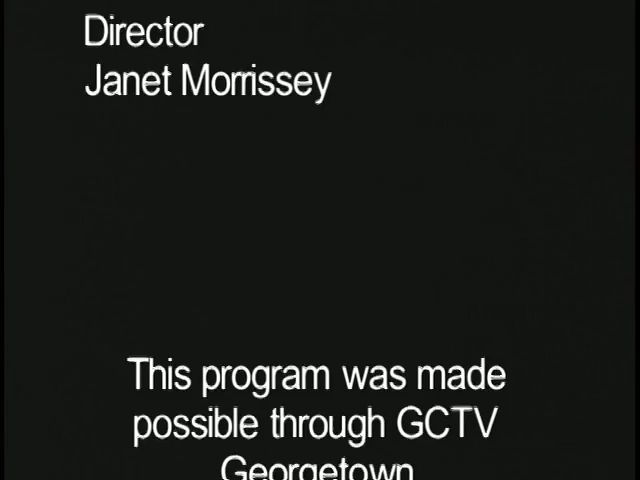 Director
Janet Morrissey
This program was made
possible through GCTV
Georgetown